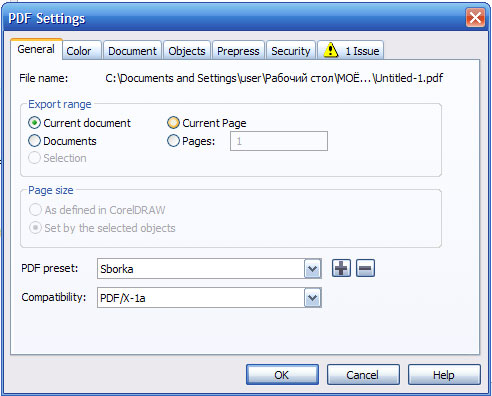 PDF Settings
General Color Document Objects Prepress Security 1 Issue
File name: C:\Documents and Settings\user\Рабочий стол\МОЁ...\Untitled-1.pdf
Export range
Current document Current Page
Documents Pages: 1
Selection
Page size
As defined in CorelDRAW
Set by the selected objects
PDF preset: Sborka
Compatibility: PDF/X-1a
OK Cancel Help